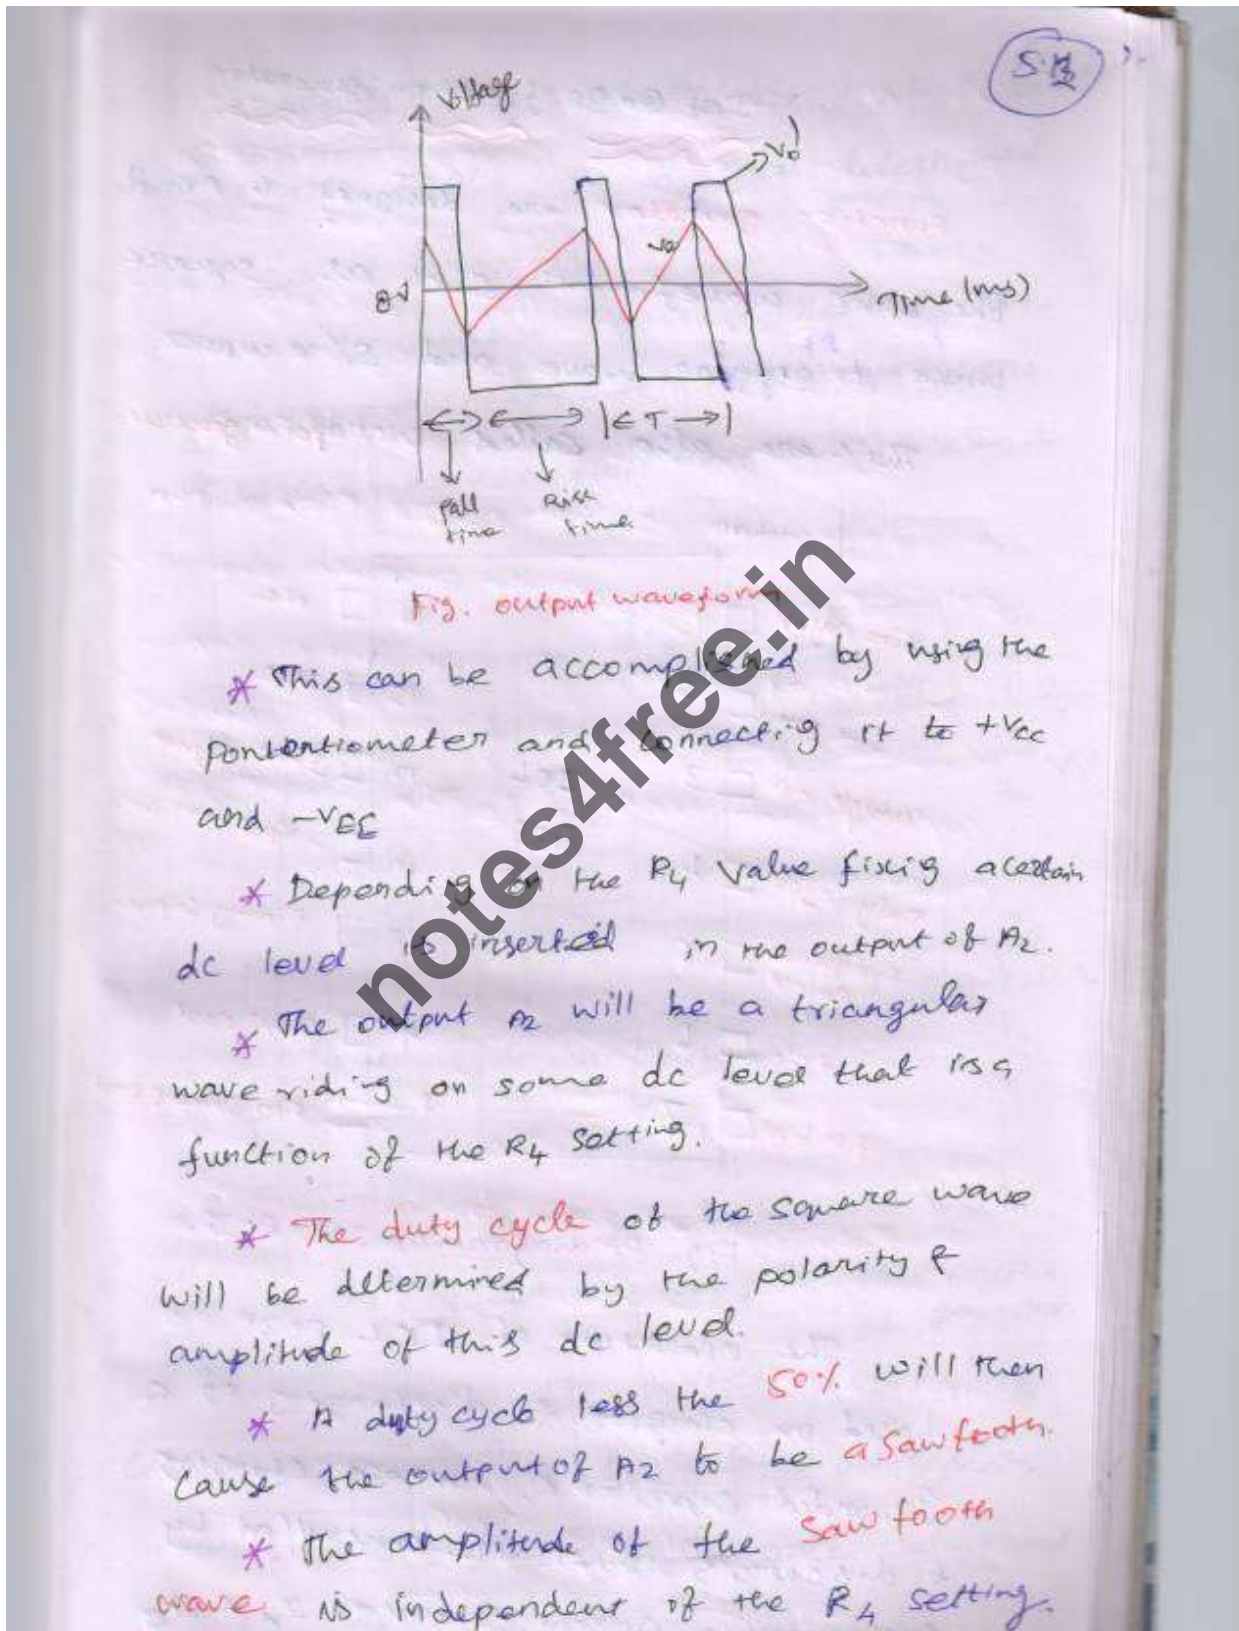 Voltage
Vo'
Vo
0V
Time (ms)
T
Fall
time
Rise
time
Fig. output waveform
* This can be accomplished by using the
Pontentiometer and connecting it to +Vcc
and -VEE
* Depending on the R4 value fixig a certain
dc level is inserted in the output of A2.
* The output A2 will be a triangular
wave riding on some dc level that is a
function of the R4 setting.
* The duty cycle of the square wave
will be determined by the polarity &
amplitude of this dc level.
* A duty cycle less the 50% will then
cause the output of A2 to be a sawtooth.
* The amplitude of the sawtooth
wave is independent of the R4 setting.
notes4free.in